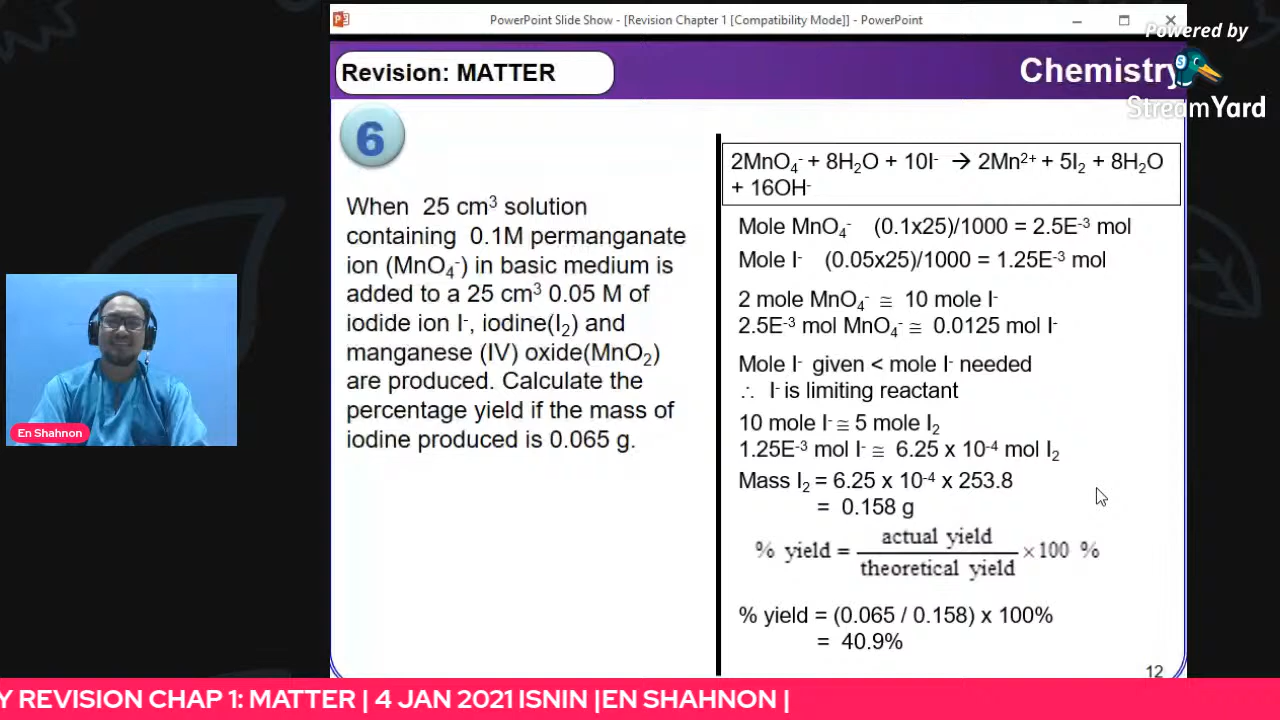 PowerPoint Slide Show - [Revision Chapter 1 [Compatibility Mode]] - PowerPoint
Powered by
StreamYard
Revision: MATTER
Chemistry
6
When 25 cm³ solution
containing 0.1M permanganate
ion (MnO₄⁻) in basic medium is
added to a 25 cm³ 0.05 M of
iodide ion I⁻, iodine(I₂) and
manganese (IV) oxide(MnO₂)
are produced. Calculate the
percentage yield if the mass of
iodine produced is 0.065 g.
2MnO₄⁻ + 8H₂O + 10I⁻ → 2Mn²⁺ + 5I₂ + 8H₂O
+ 16OH⁻
Mole MnO₄⁻ (0.1x25)/1000 = 2.5E⁻³ mol
Mole I⁻ (0.05x25)/1000 = 1.25E⁻³ mol
2 mole MnO₄⁻ ≅ 10 mole I⁻
2.5E⁻³ mol MnO₄⁻ ≅ 0.0125 mol I⁻
Mole I⁻ given < mole I⁻ needed
∴ I⁻ is limiting reactant
10 mole I⁻ ≅ 5 mole I₂
1.25E⁻³ mol I⁻ ≅ 6.25 x 10⁻⁴ mol I₂
Mass I₂ = 6.25 x 10⁻⁴ x 253.8
= 0.158 g
% yield = actual yield / theoretical yield × 100 %
% yield = (0.065 / 0.158) x 100%
= 40.9%
12
En Shahnon
Y REVISION CHAP 1: MATTER | 4 JAN 2021 ISNIN |EN SHAHNON |